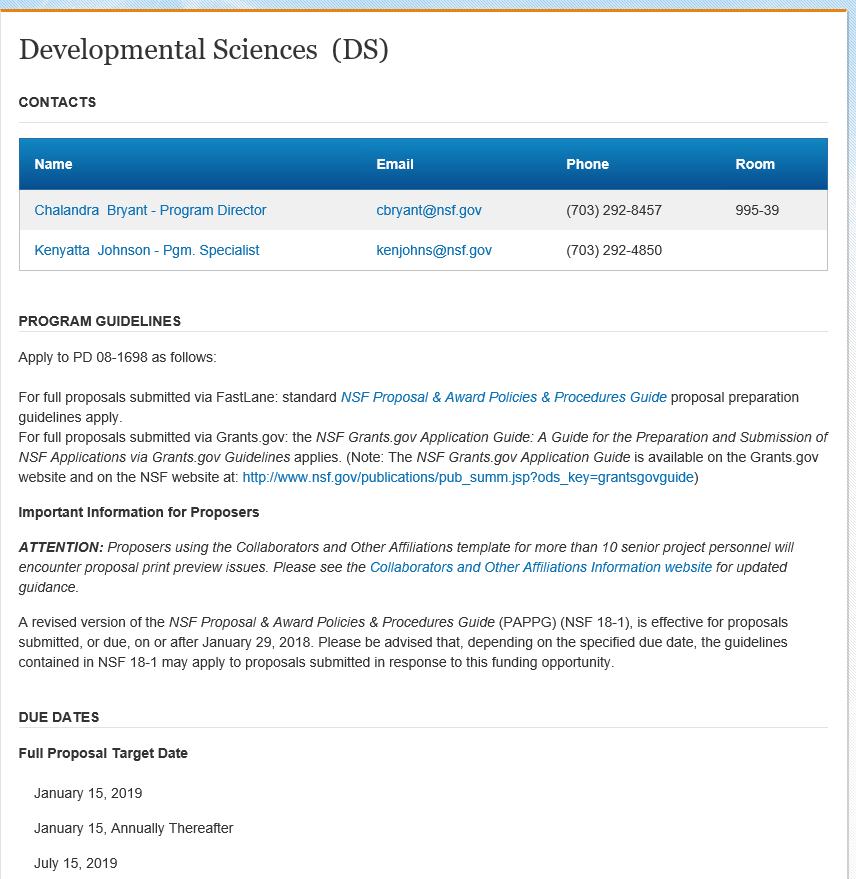 Developmental Sciences (DS)
CONTACTS
Name Email Phone Room
Chalandra Bryant - Program Director cbryant@nsf.gov (703) 292-8457 995-39
Kenyatta Johnson - Pgm. Specialist kenjohns@nsf.gov (703) 292-4850
PROGRAM GUIDELINES
Apply to PD 08-1698 as follows:
For full proposals submitted via FastLane: standard NSF Proposal & Award Policies & Procedures Guide proposal preparation
guidelines apply.
For full proposals submitted via Grants.gov: the NSF Grants.gov Application Guide: A Guide for the Preparation and Submission of
NSF Applications via Grants.gov Guidelines applies. (Note: The NSF Grants.gov Application Guide is available on the Grants.gov
website and on the NSF website at: http://www.nsf.gov/publications/pub_summ.jsp?ods_key=grantsgovguide)
Important Information for Proposers
ATTENTION: Proposers using the Collaborators and Other Affiliations template for more than 10 senior project personnel will
encounter proposal print preview issues. Please see the Collaborators and Other Affiliations Information website for updated
guidance.
A revised version of the NSF Proposal & Award Policies & Procedures Guide (PAPPG) (NSF 18-1), is effective for proposals
submitted, or due, on or after January 29, 2018. Please be advised that, depending on the specified due date, the guidelines
contained in NSF 18-1 may apply to proposals submitted in response to this funding opportunity.
DUE DATES
Full Proposal Target Date
January 15, 2019
January 15, Annually Thereafter
July 15, 2019